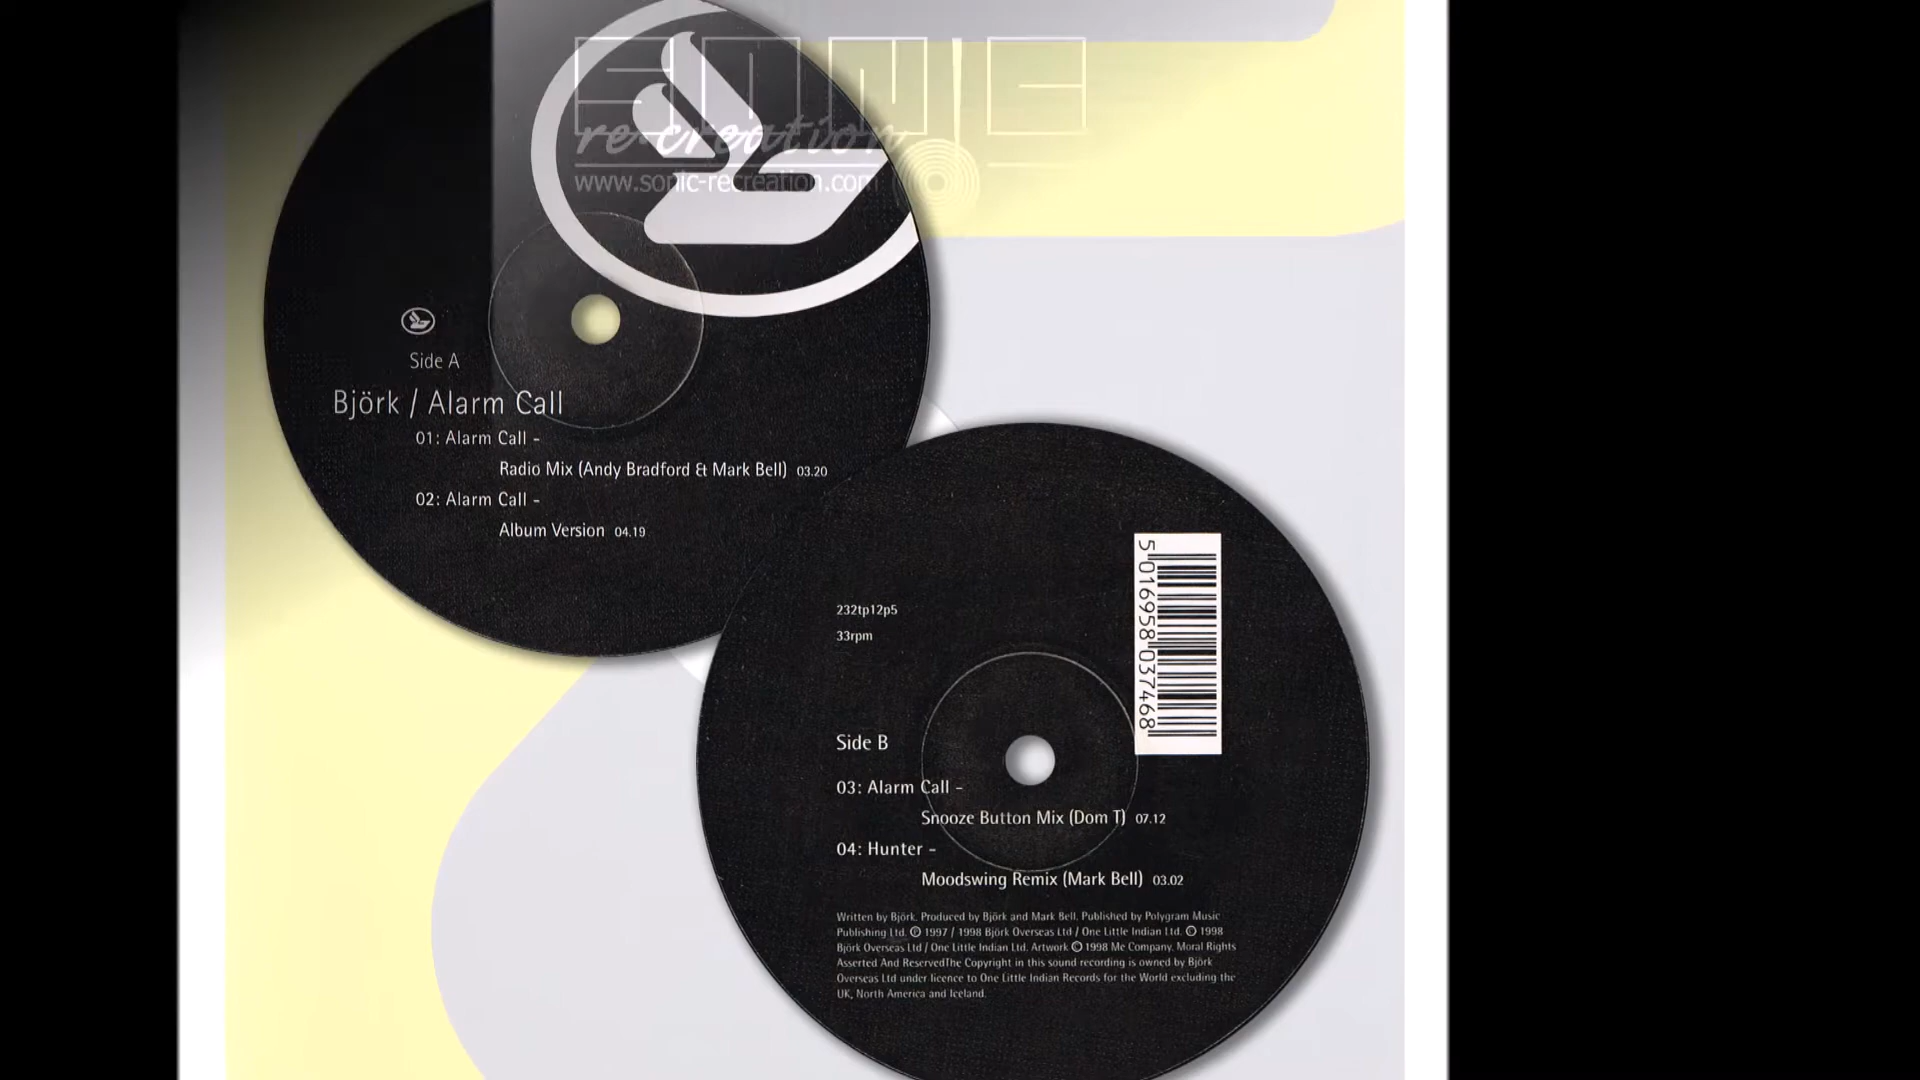 SONIC
re-creation
www.sonic-recreation.com
Side A
Björk / Alarm Call
01: Alarm Call -
Radio Mix (Andy Bradford & Mark Bell) 03.20
02: Alarm Call -
Album Version 04.19
232tp12p5
33rpm
5 016958 037468
Side B
03: Alarm Call -
Snooze Button Mix (Dom T) 07.12
04: Hunter -
Moodswing Remix (Mark Bell) 03.02
Written by Björk. Produced by Björk and Mark Bell. Published by Polygram Music
Publishing Ltd. ℗ 1997 / 1998 Björk Overseas Ltd / One Little Indian Ltd. © 1998
Björk Overseas Ltd / One Little Indian Ltd. Artwork © 1998 Me Company. Moral Rights
Asserted And ReservedThe Copyright in this sound recording is owned by Björk
Overseas Ltd under licence to One Little Indian Records for the World excluding the
UK, North America and Iceland.